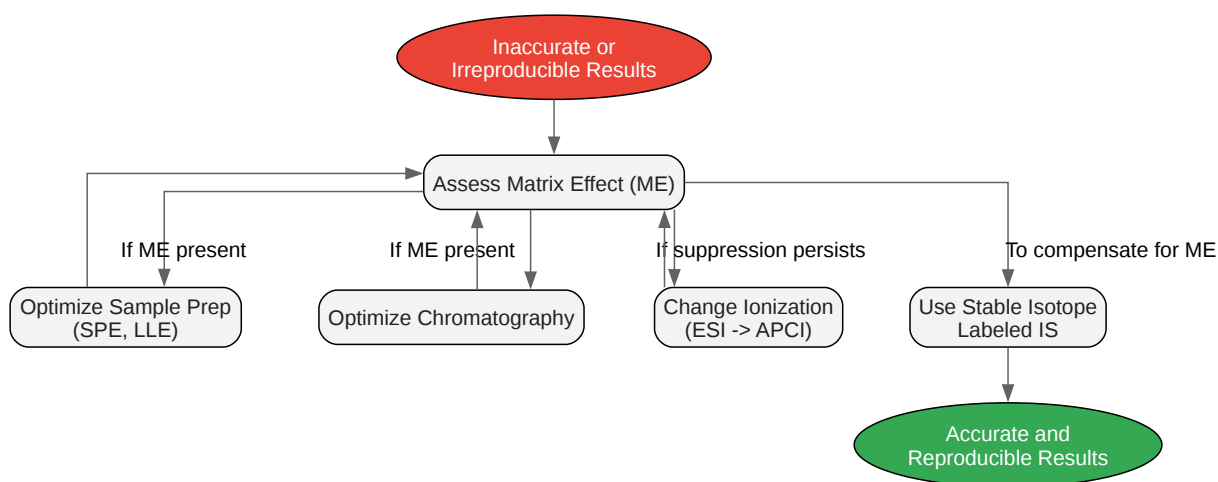 Inaccurate or
Irreproducible Results
Assess Matrix Effect (ME)
If ME present
If ME present
If suppression persists
To compensate for ME
Optimize Sample Prep
(SPE, LLE)
Optimize Chromatography
Change Ionization
(ESI -> APCI)
Use Stable Isotope
Labeled IS
Accurate and
Reproducible Results